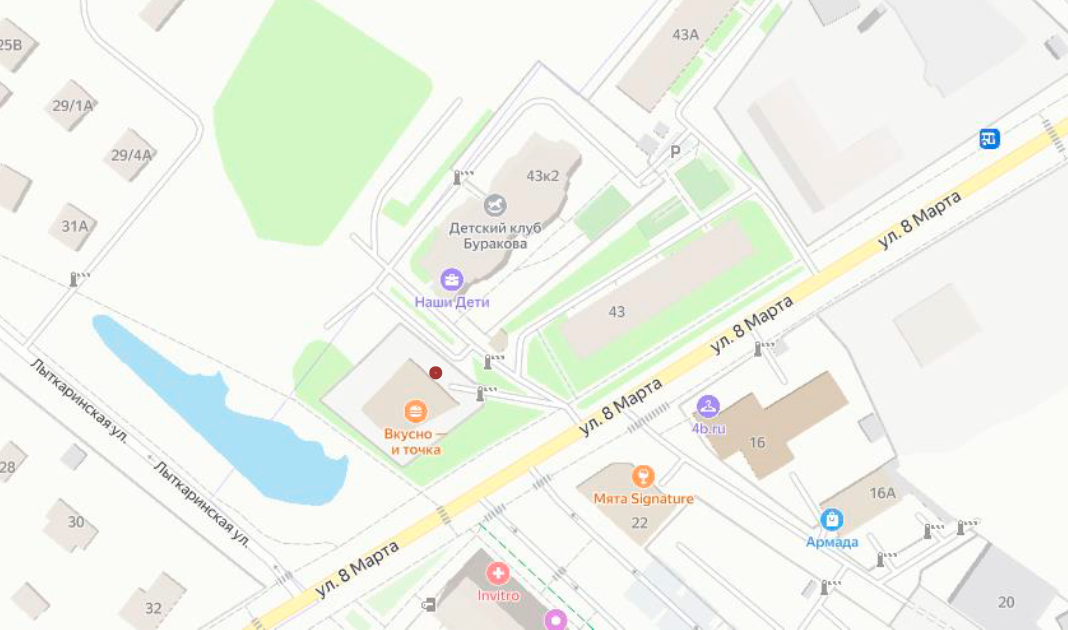 43А
25В
29/1А
29/4А
P
43к2
31А
Детский клуб
Буракова
ул. 8 Марта
Наши Дети
43
ул. 8 Марта
ул. 8 Марта
Лыткаринская ул.
4b.ru
Вкусно —
и точка
16
28
Лыткаринская ул.
Мята Signature
16А
30
22
Армада
ул. 8 Марта
Invitro
32
20